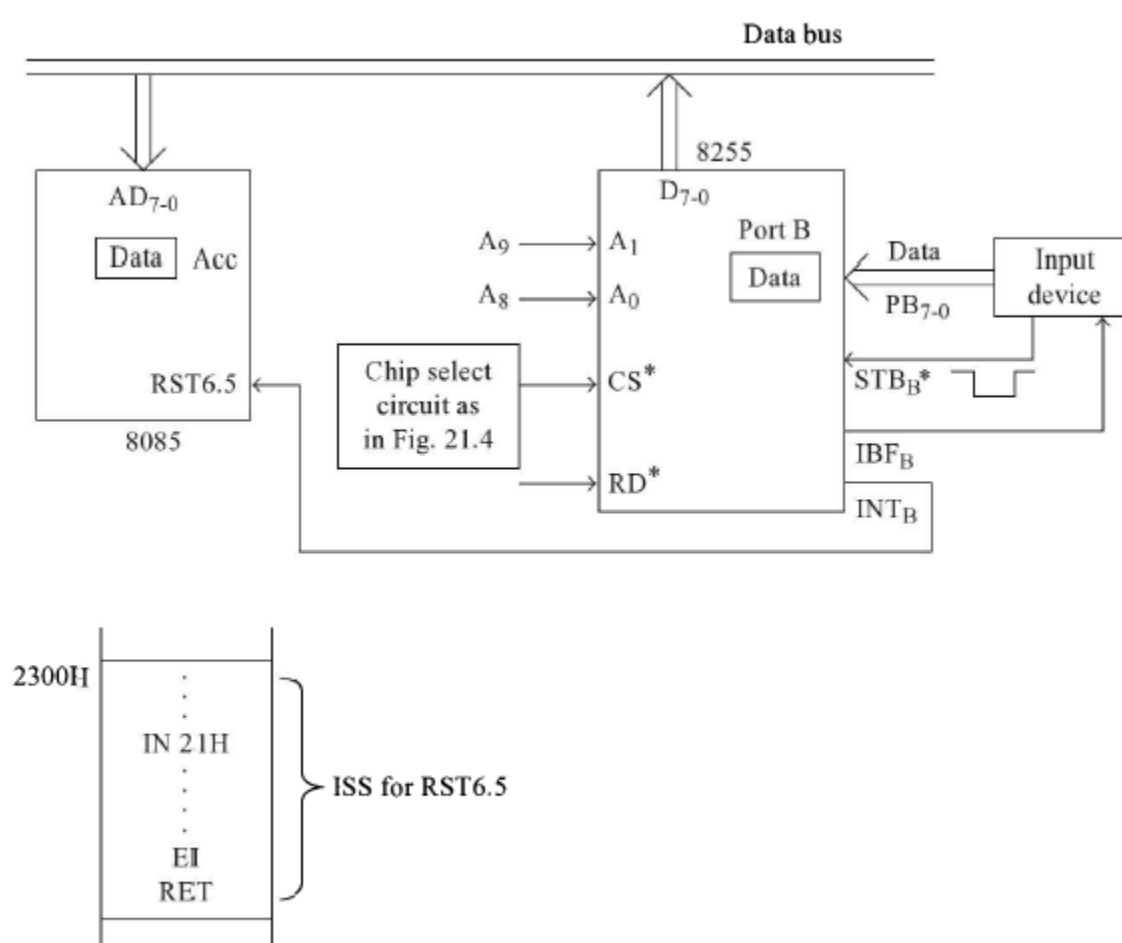 Data bus
8255
AD7-0
D7-0
Data Acc
A9
A1
Port B
Data
Data
Input
device
PB7-0
A8
A0
RST6.5
Chip select
circuit as
in Fig. 21.4
CS*
STBB*
8085
IBFB
RD*
INTB
2300H
IN 21H
ISS for RST6.5
EI
RET